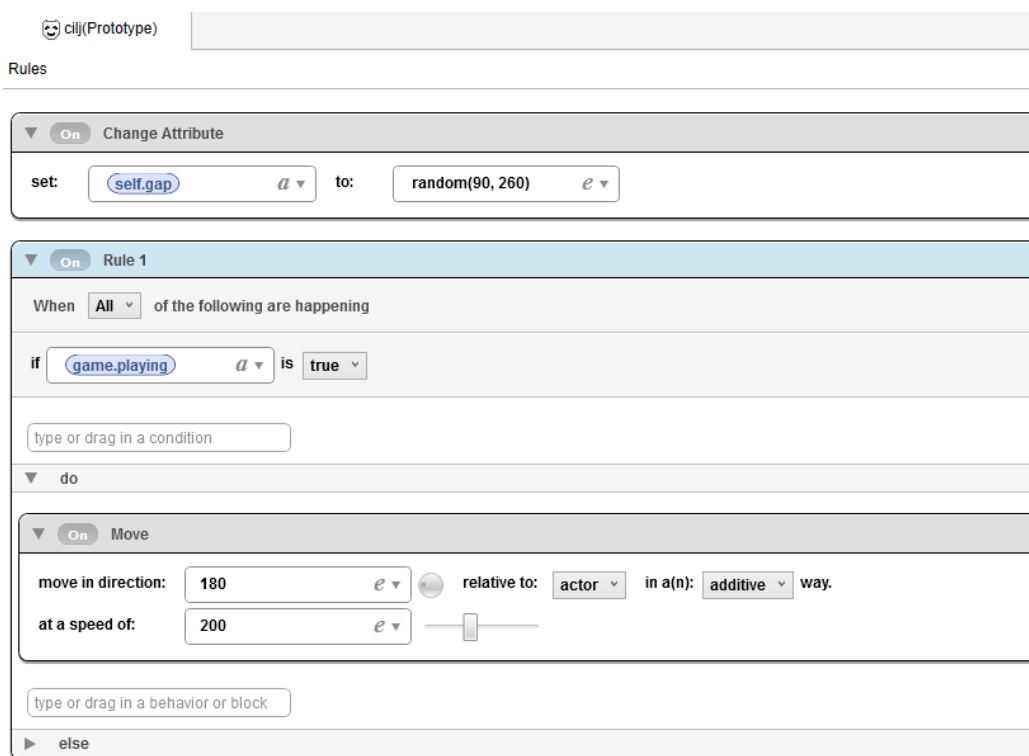 cilj(Prototype)
Rules
On Change Attribute
set: self.gap a to: random(90, 260) e
On Rule 1
When All of the following are happening
if game.playing a is true
type or drag in a condition
do
On Move
move in direction: 180 e relative to: actor in a(n): additive way.
at a speed of: 200 e
type or drag in a behavior or block
else